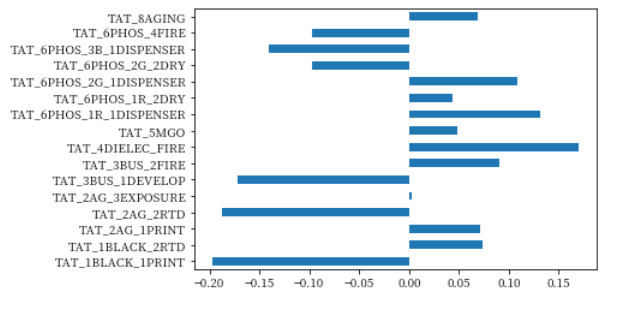 TAT_8AGING
TAT_6PHOS_4FIRE
TAT_6PHOS_3B_1DISPENSER
TAT_6PHOS_2G_2DRY
TAT_6PHOS_2G_1DISPENSER
TAT_6PHOS_1R_2DRY
TAT_6PHOS_1R_1DISPENSER
TAT_5MGO
TAT_4DIELEC_FIRE
TAT_3BUS_2FIRE
TAT_3BUS_1DEVELOP
TAT_2AG_3EXPOSURE
TAT_2AG_2RTD
TAT_2AG_1PRINT
TAT_1BLACK_2RTD
TAT_1BLACK_1PRINT
−0.20 −0.15 −0.10 −0.05 0.00 0.05 0.10 0.15